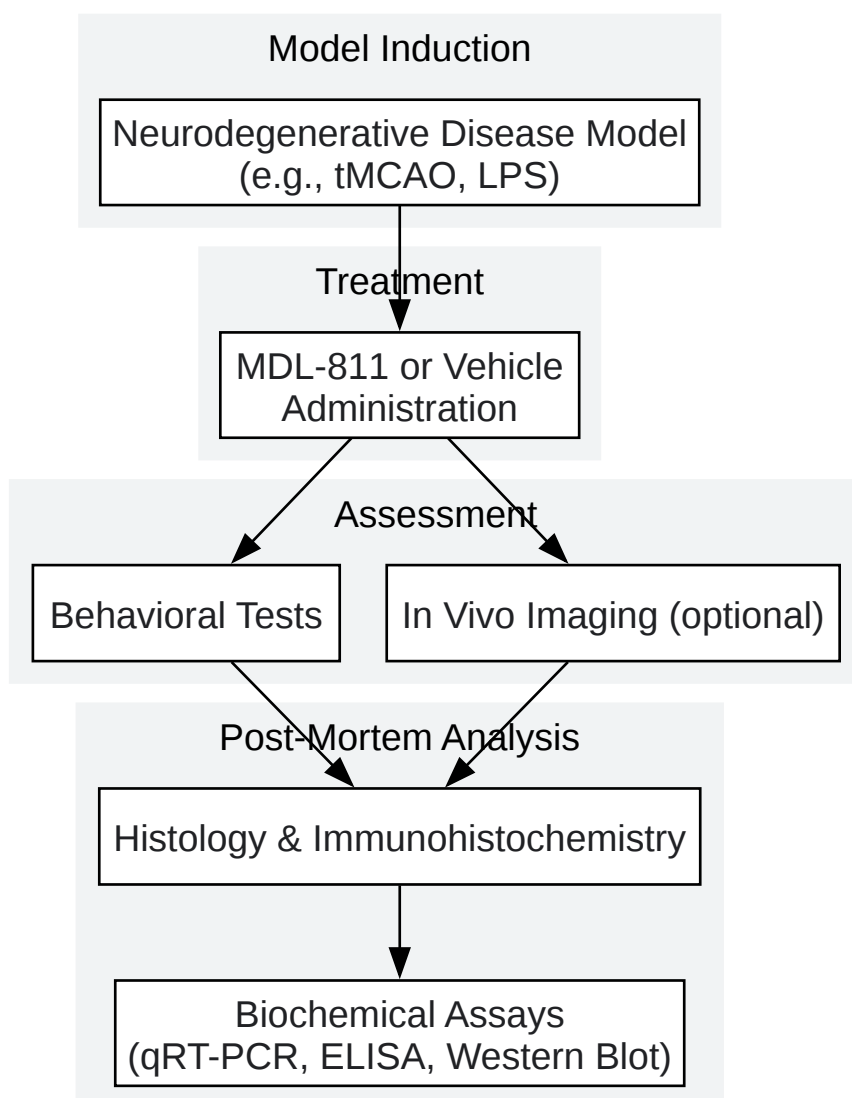 Model Induction
Neurodegenerative Disease Model
(e.g., tMCAO, LPS)
Treatment
MDL-811 or Vehicle
Administration
Assessment
Behavioral Tests
In Vivo Imaging (optional)
Post-Mortem Analysis
Histology & Immunohistochemistry
Biochemical Assays
(qRT-PCR, ELISA, Western Blot)